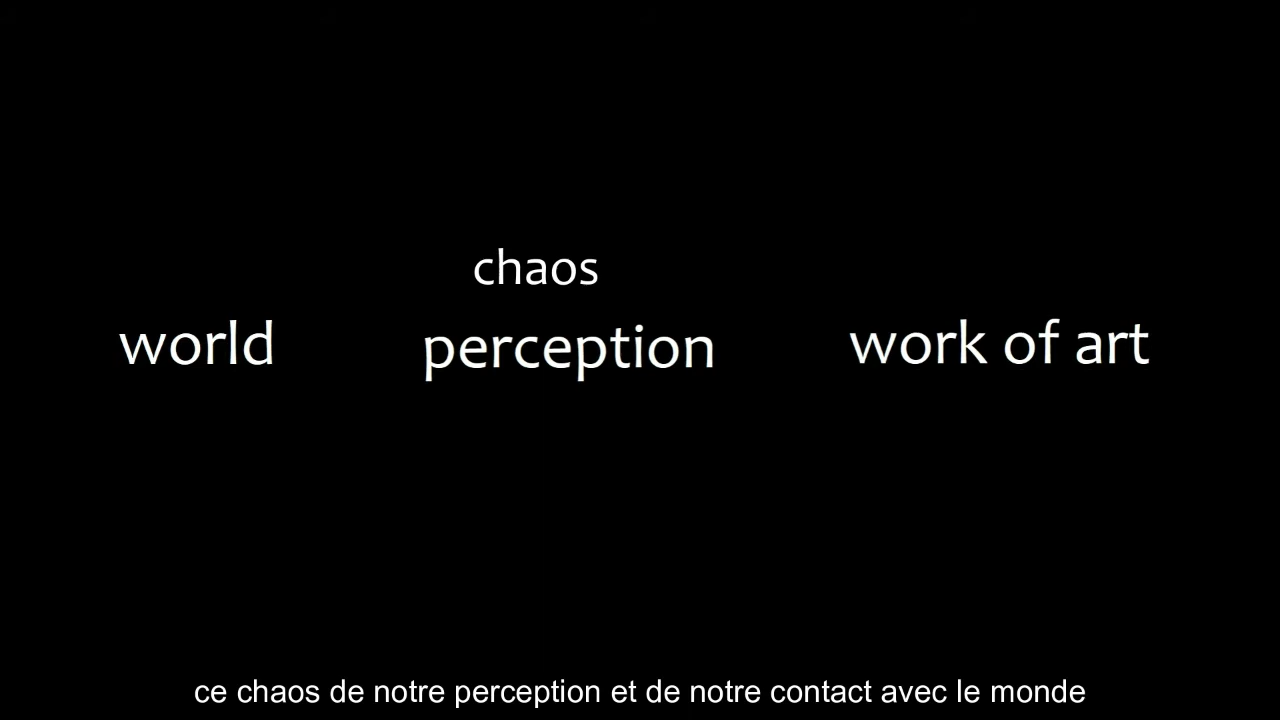 chaos
world perception work of art
ce chaos de notre perception et de notre contact avec le monde